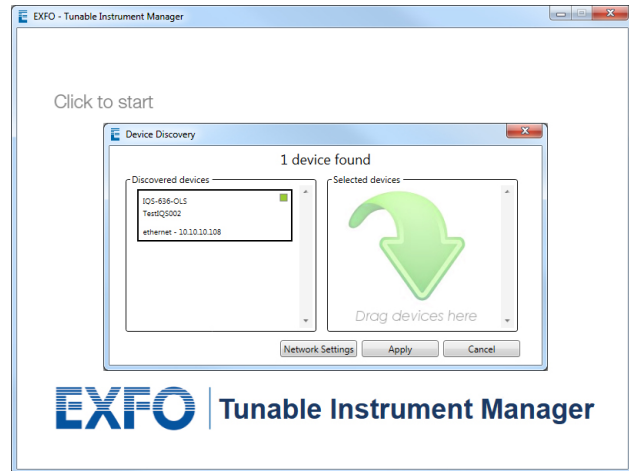 EXFO - Tunable Instrument Manager
Click to start
Device Discovery
1 device found
Discovered devices
IQS-636-OLS
TestIQS002
ethernet - 10.10.10.108
Selected devices
Drag devices here
Network Settings
Apply
Cancel
EXFO Tunable Instrument Manager